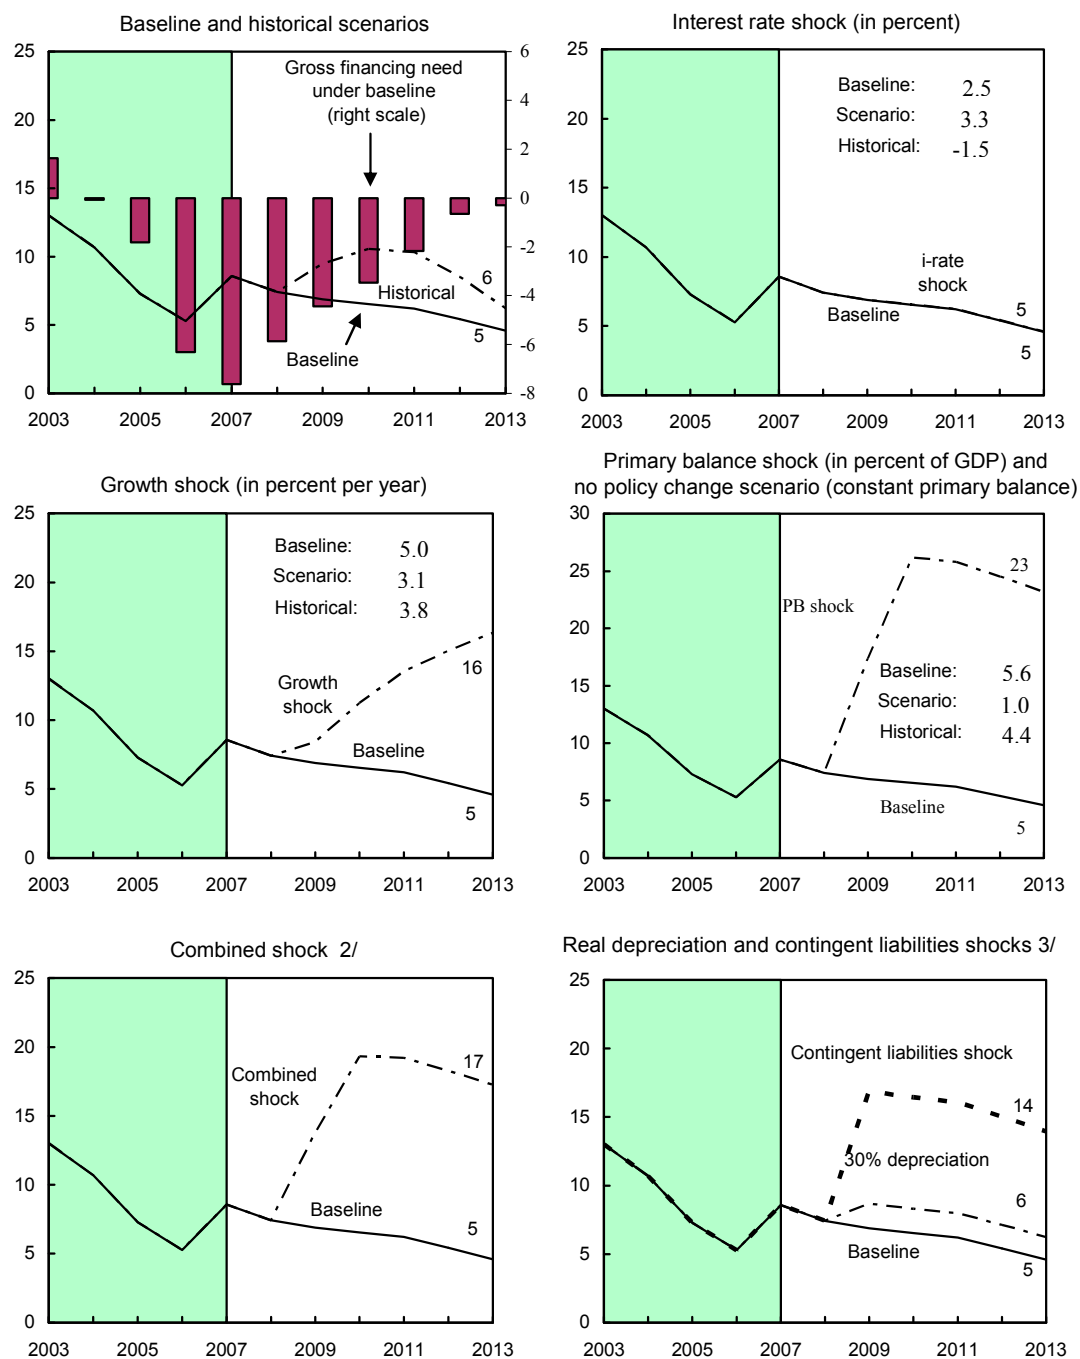 Baseline and historical scenarios
25
20
15
10
5
0
6
4
2
0
-2
-4
-6
-8
Gross financing need
under baseline
(right scale)
Historical
6
Baseline
5
2003 2005 2007 2009 2011 2013
Interest rate shock (in percent)
25
20
15
10
5
0
Baseline: 2.5
Scenario: 3.3
Historical: -1.5
i-rate
shock
Baseline
5
5
2003 2005 2007 2009 2011 2013
Growth shock (in percent per year)
25
20
15
10
5
0
Baseline: 5.0
Scenario: 3.1
Historical: 3.8
Growth
shock
16
Baseline
5
2003 2005 2007 2009 2011 2013
Primary balance shock (in percent of GDP) and
no policy change scenario (constant primary balance)
30
25
20
15
10
5
0
23
PB shock
Baseline: 5.6
Scenario: 1.0
Historical: 4.4
Baseline
5
2003 2005 2007 2009 2011 2013
Combined shock 2/
25
20
15
10
5
0
Combined
shock
17
Baseline
5
2003 2005 2007 2009 2011 2013
Real depreciation and contingent liabilities shocks 3/
25
20
15
10
5
0
Contingent liabilities shock
14
30% depreciation
6
Baseline
5
2003 2005 2007 2009 2011 2013